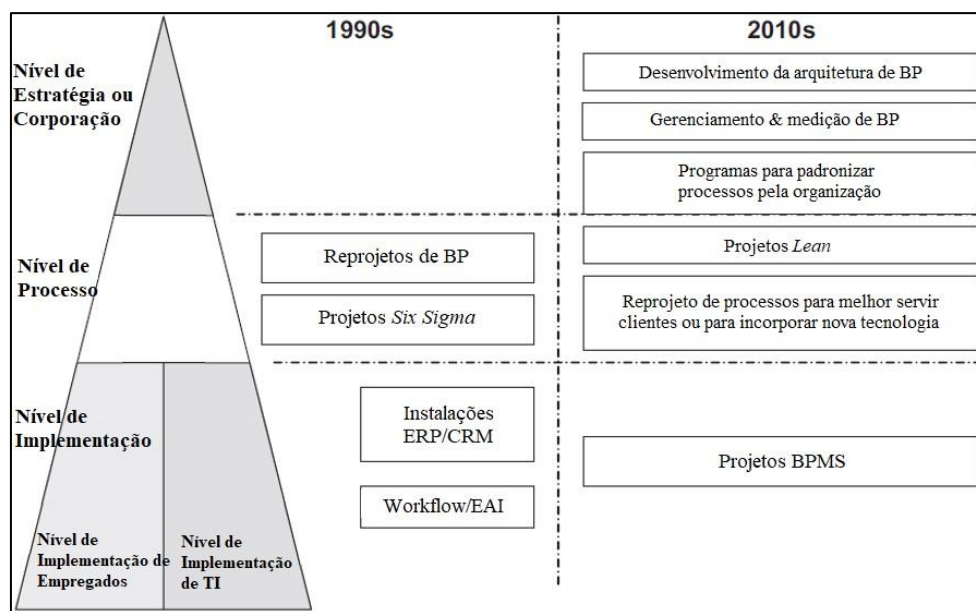 1990s
2010s
Nível de
Estratégia ou
Corporação
Desenvolvimento da arquitetura de BP
Gerenciamento & medição de BP
Programas para padronizar
processos pela organização
Nível de
Processo
Reprojetos de BP
Projetos Six Sigma
Projetos Lean
Reprojeto de processos para melhor servir
clientes ou para incorporar nova tecnologia
Nível de
Implementação
Instalações
ERP/CRM
Workflow/EAI
Projetos BPMS
Nível de
Implementação de
Empregados
Nível de
Implementação
de TI